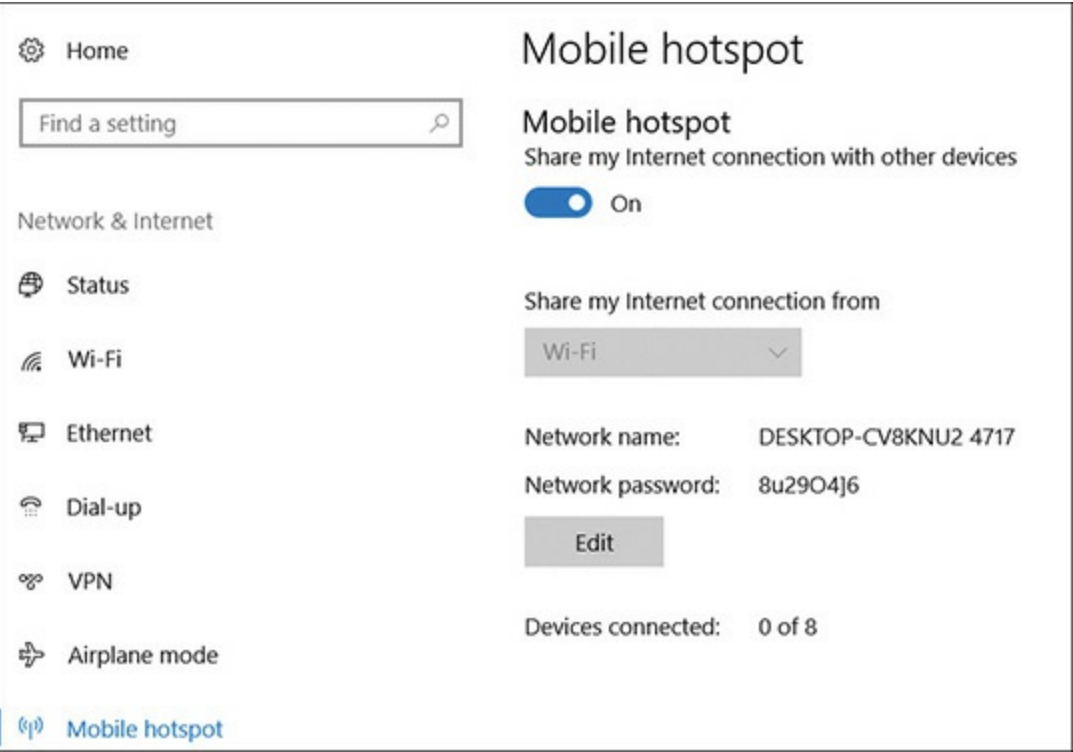 Home
Find a setting
Network & Internet
Status
Wi-Fi
Ethernet
Dial-up
VPN
Airplane mode
Mobile hotspot
Mobile hotspot
Mobile hotspot
Share my Internet connection with other devices
On
Share my Internet connection from
Wi-Fi
Network name: DESKTOP-CV8KNU2 4717
Network password: 8u29O4]6
Edit
Devices connected: 0 of 8